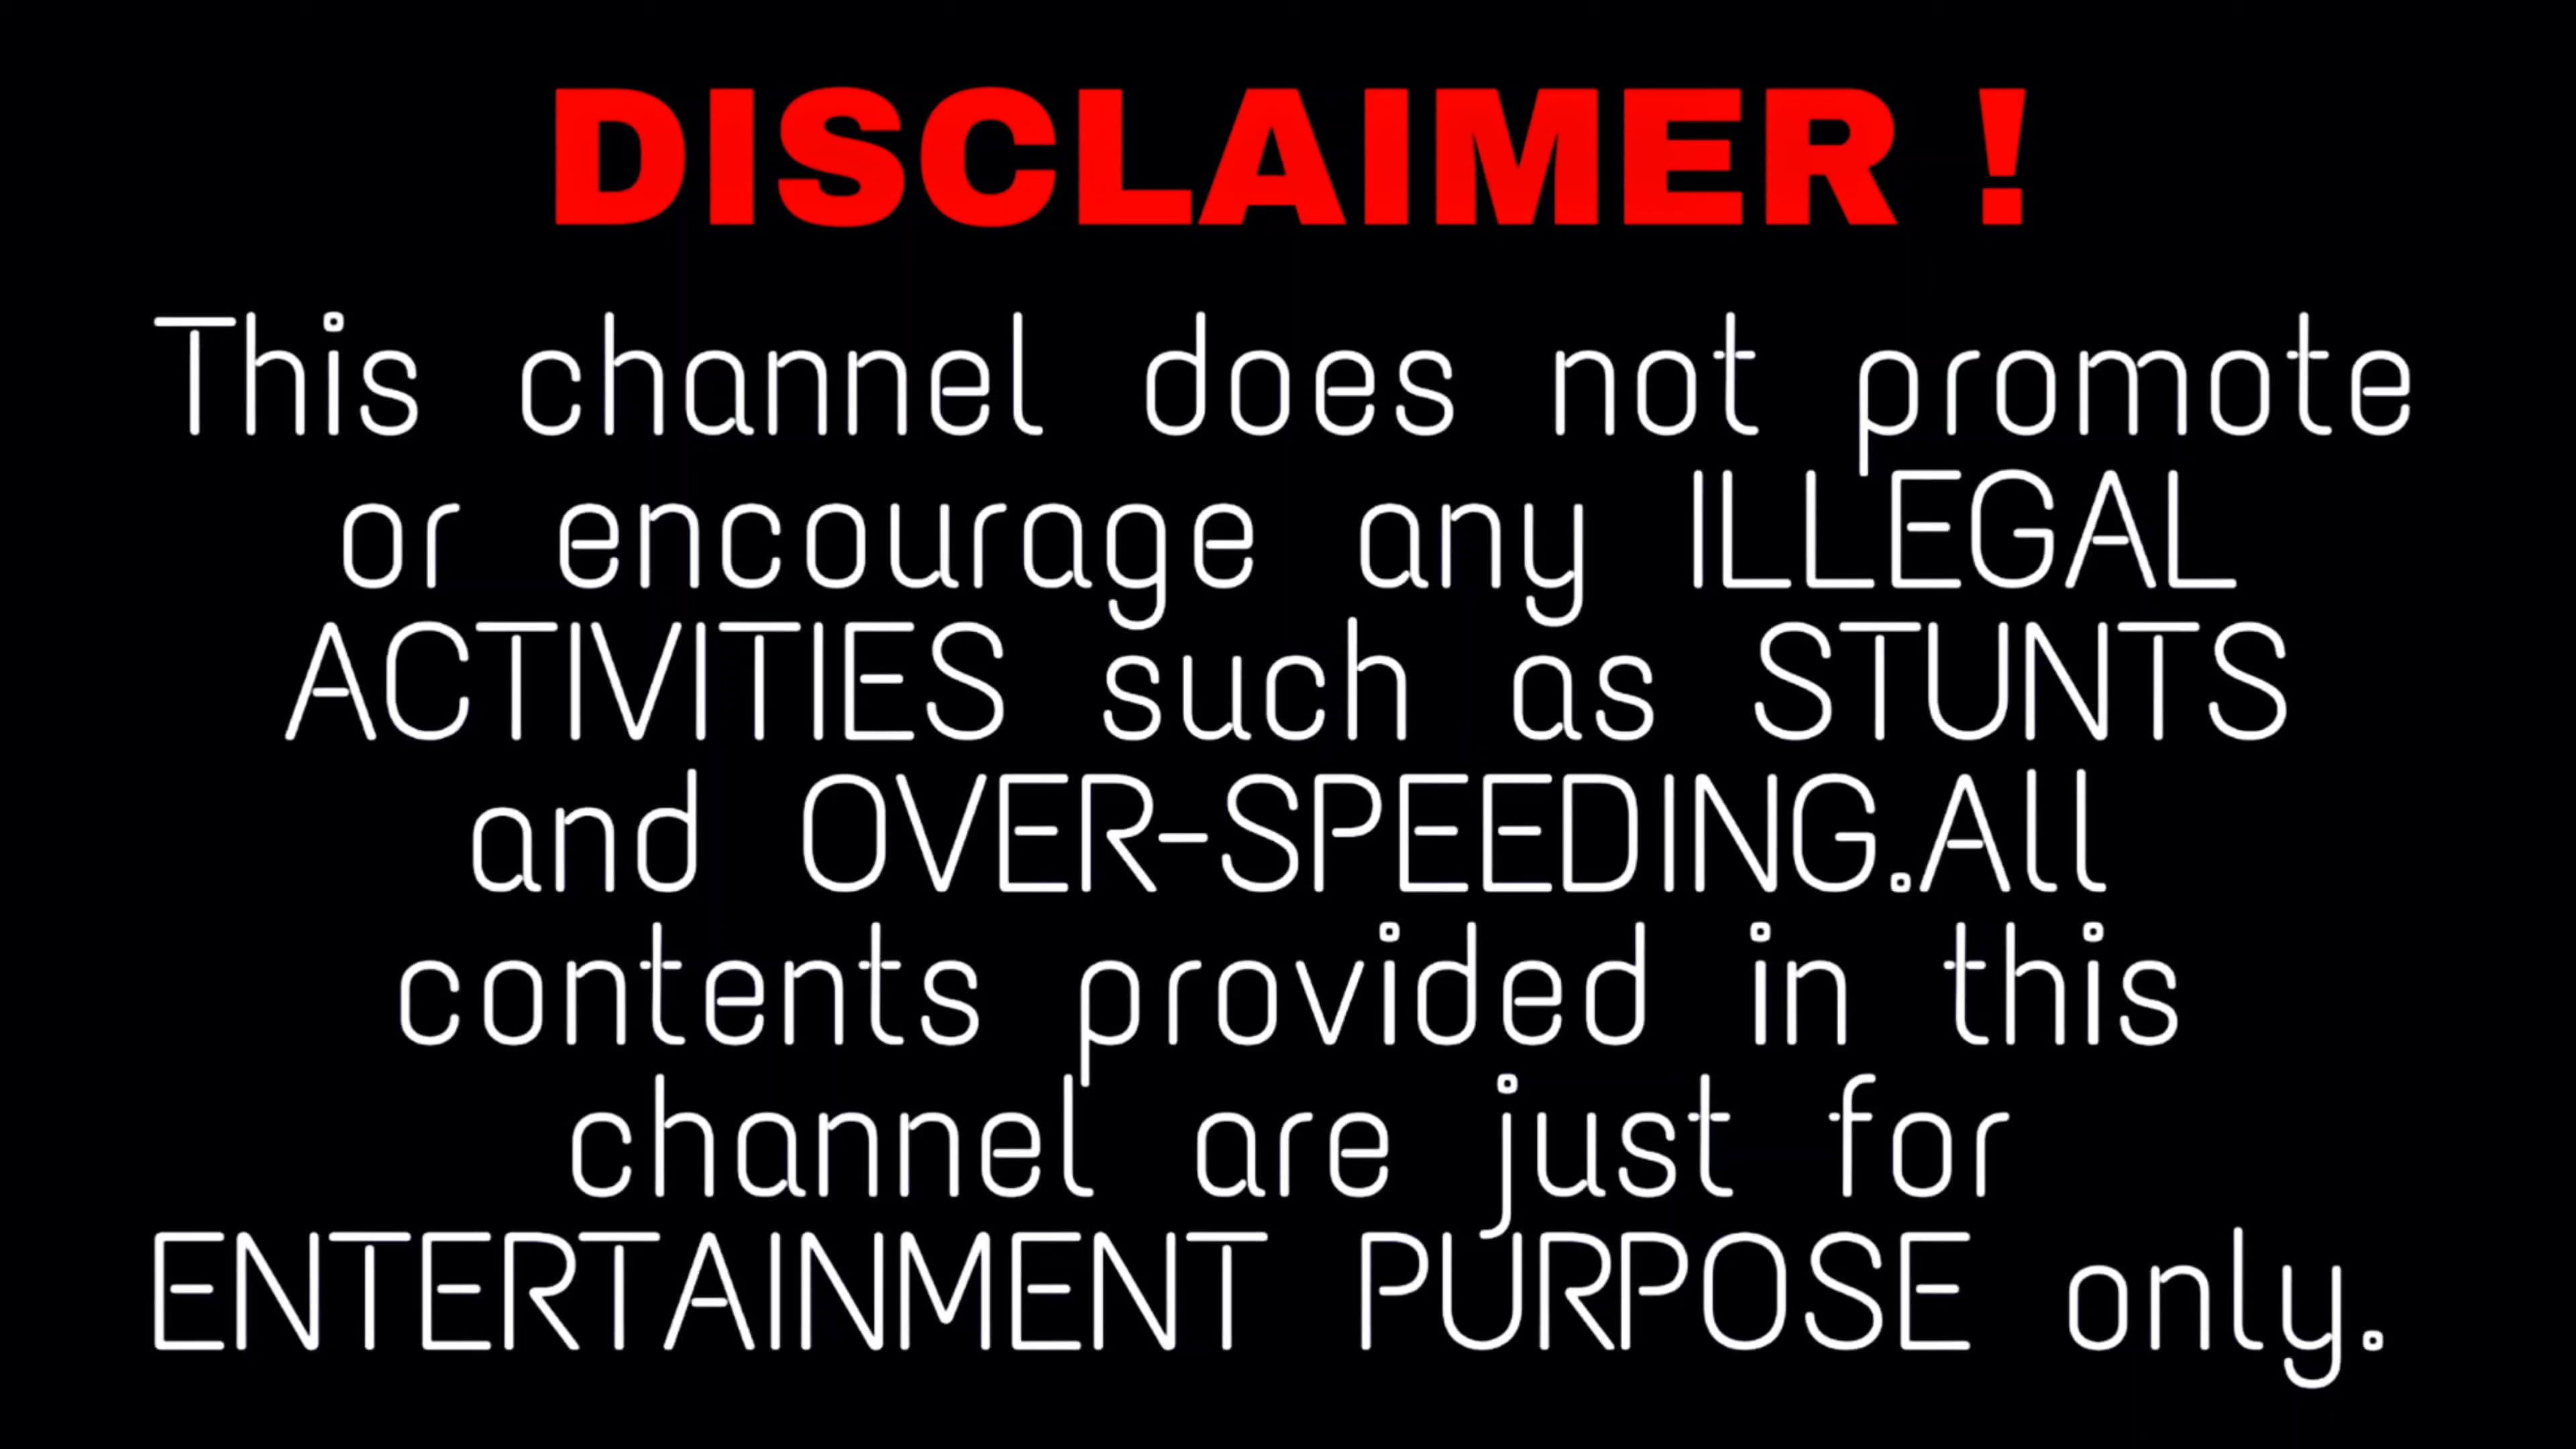 DISCLAIMER !
This channel does not promote
or encourage any ILLEGAL
ACTIVITIES such as STUNTS
and OVER-SPEEDING.All
contents provided in this
channel are just for
ENTERTAINMENT PURPOSE only.